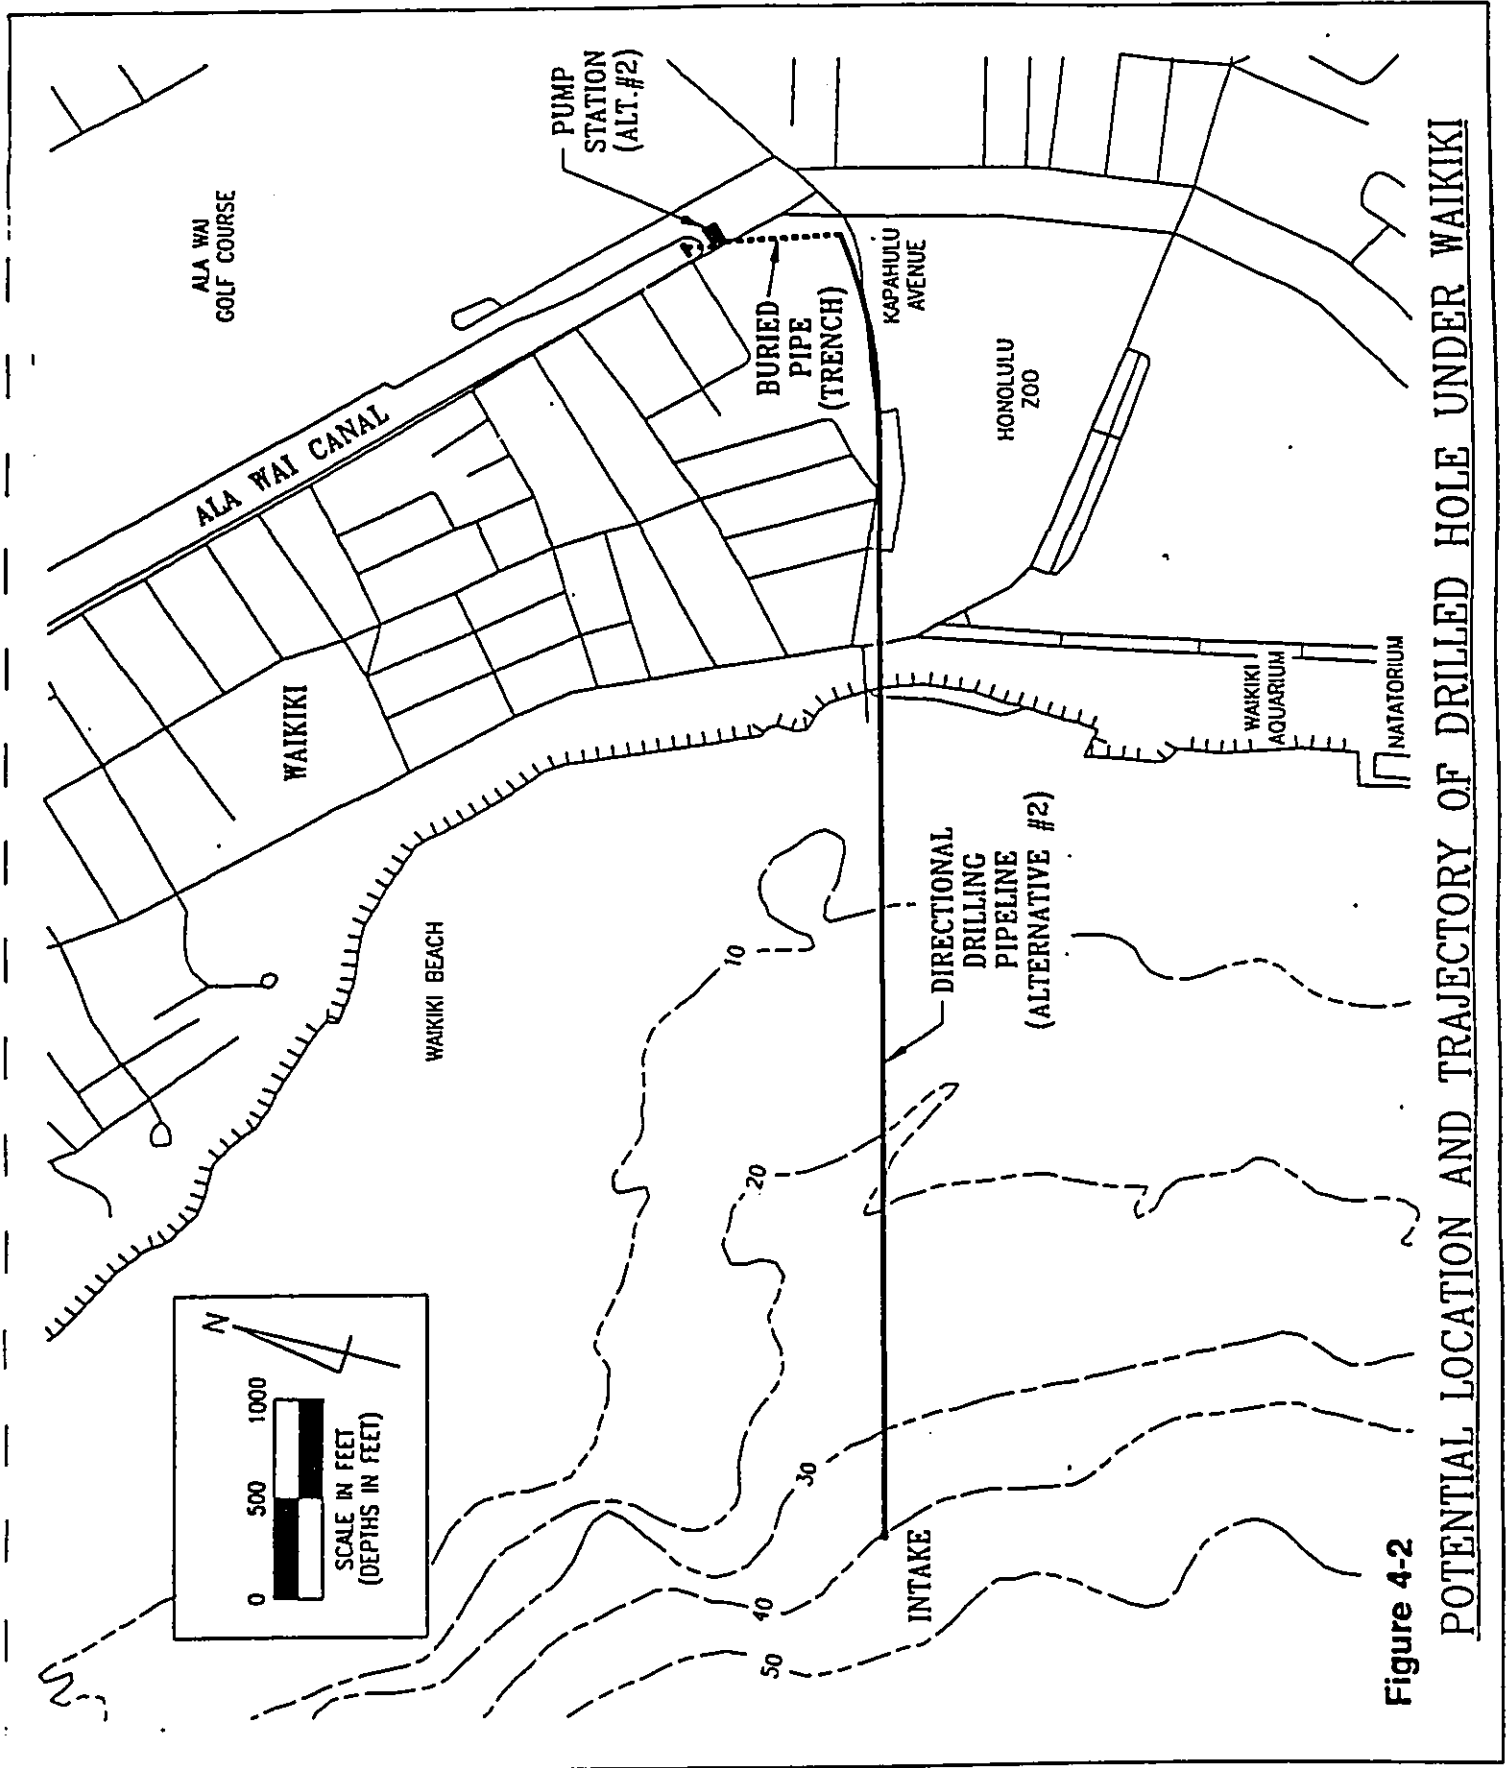 ALA WAI
GOLF COURSE
PUMP
STATION
(ALT.#2)
ALA WAI CANAL
BURIED
PIPE
(TRENCH)
KAPAHULU
AVENUE
HONOLULU
ZOO
WAIKIKI
WAIKIKI BEACH
WAIKIKI
AQUARIUM
NATATORIUM
DIRECTIONAL
DRILLING
PIPELINE
(ALTERNATIVE #2)
10
20
30
40
50
INTAKE
N
0 500 1000
SCALE IN FEET
(DEPTHS IN FEET)
Figure 4-2
POTENTIAL LOCATION AND TRAJECTORY OF DRILLED HOLE UNDER WAIKIKI